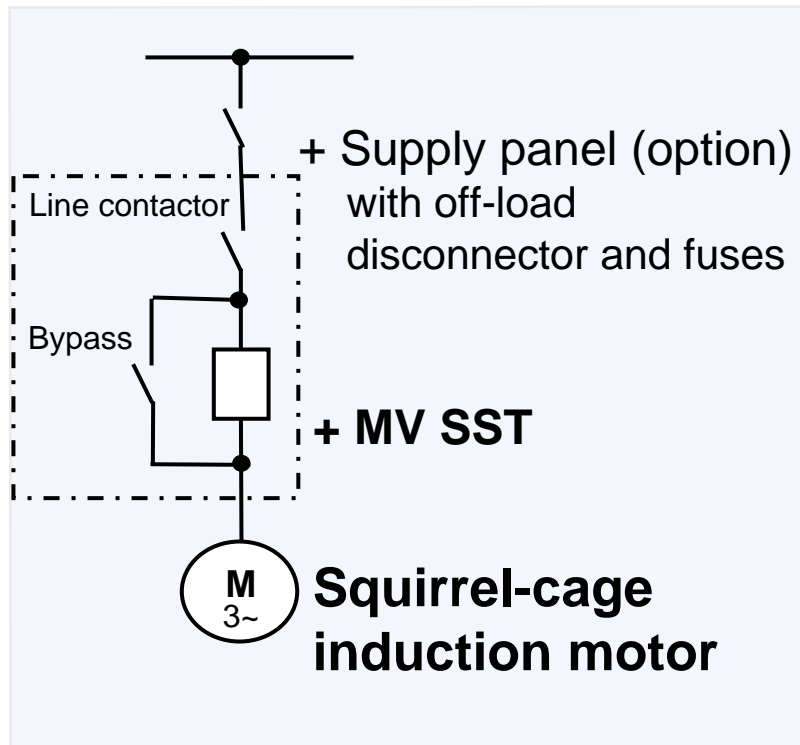 + Supply panel (option)
with off-load
disconnector and fuses
Line contactor
Bypass
+ MV SST
M
3~
Squirrel-cage
induction motor